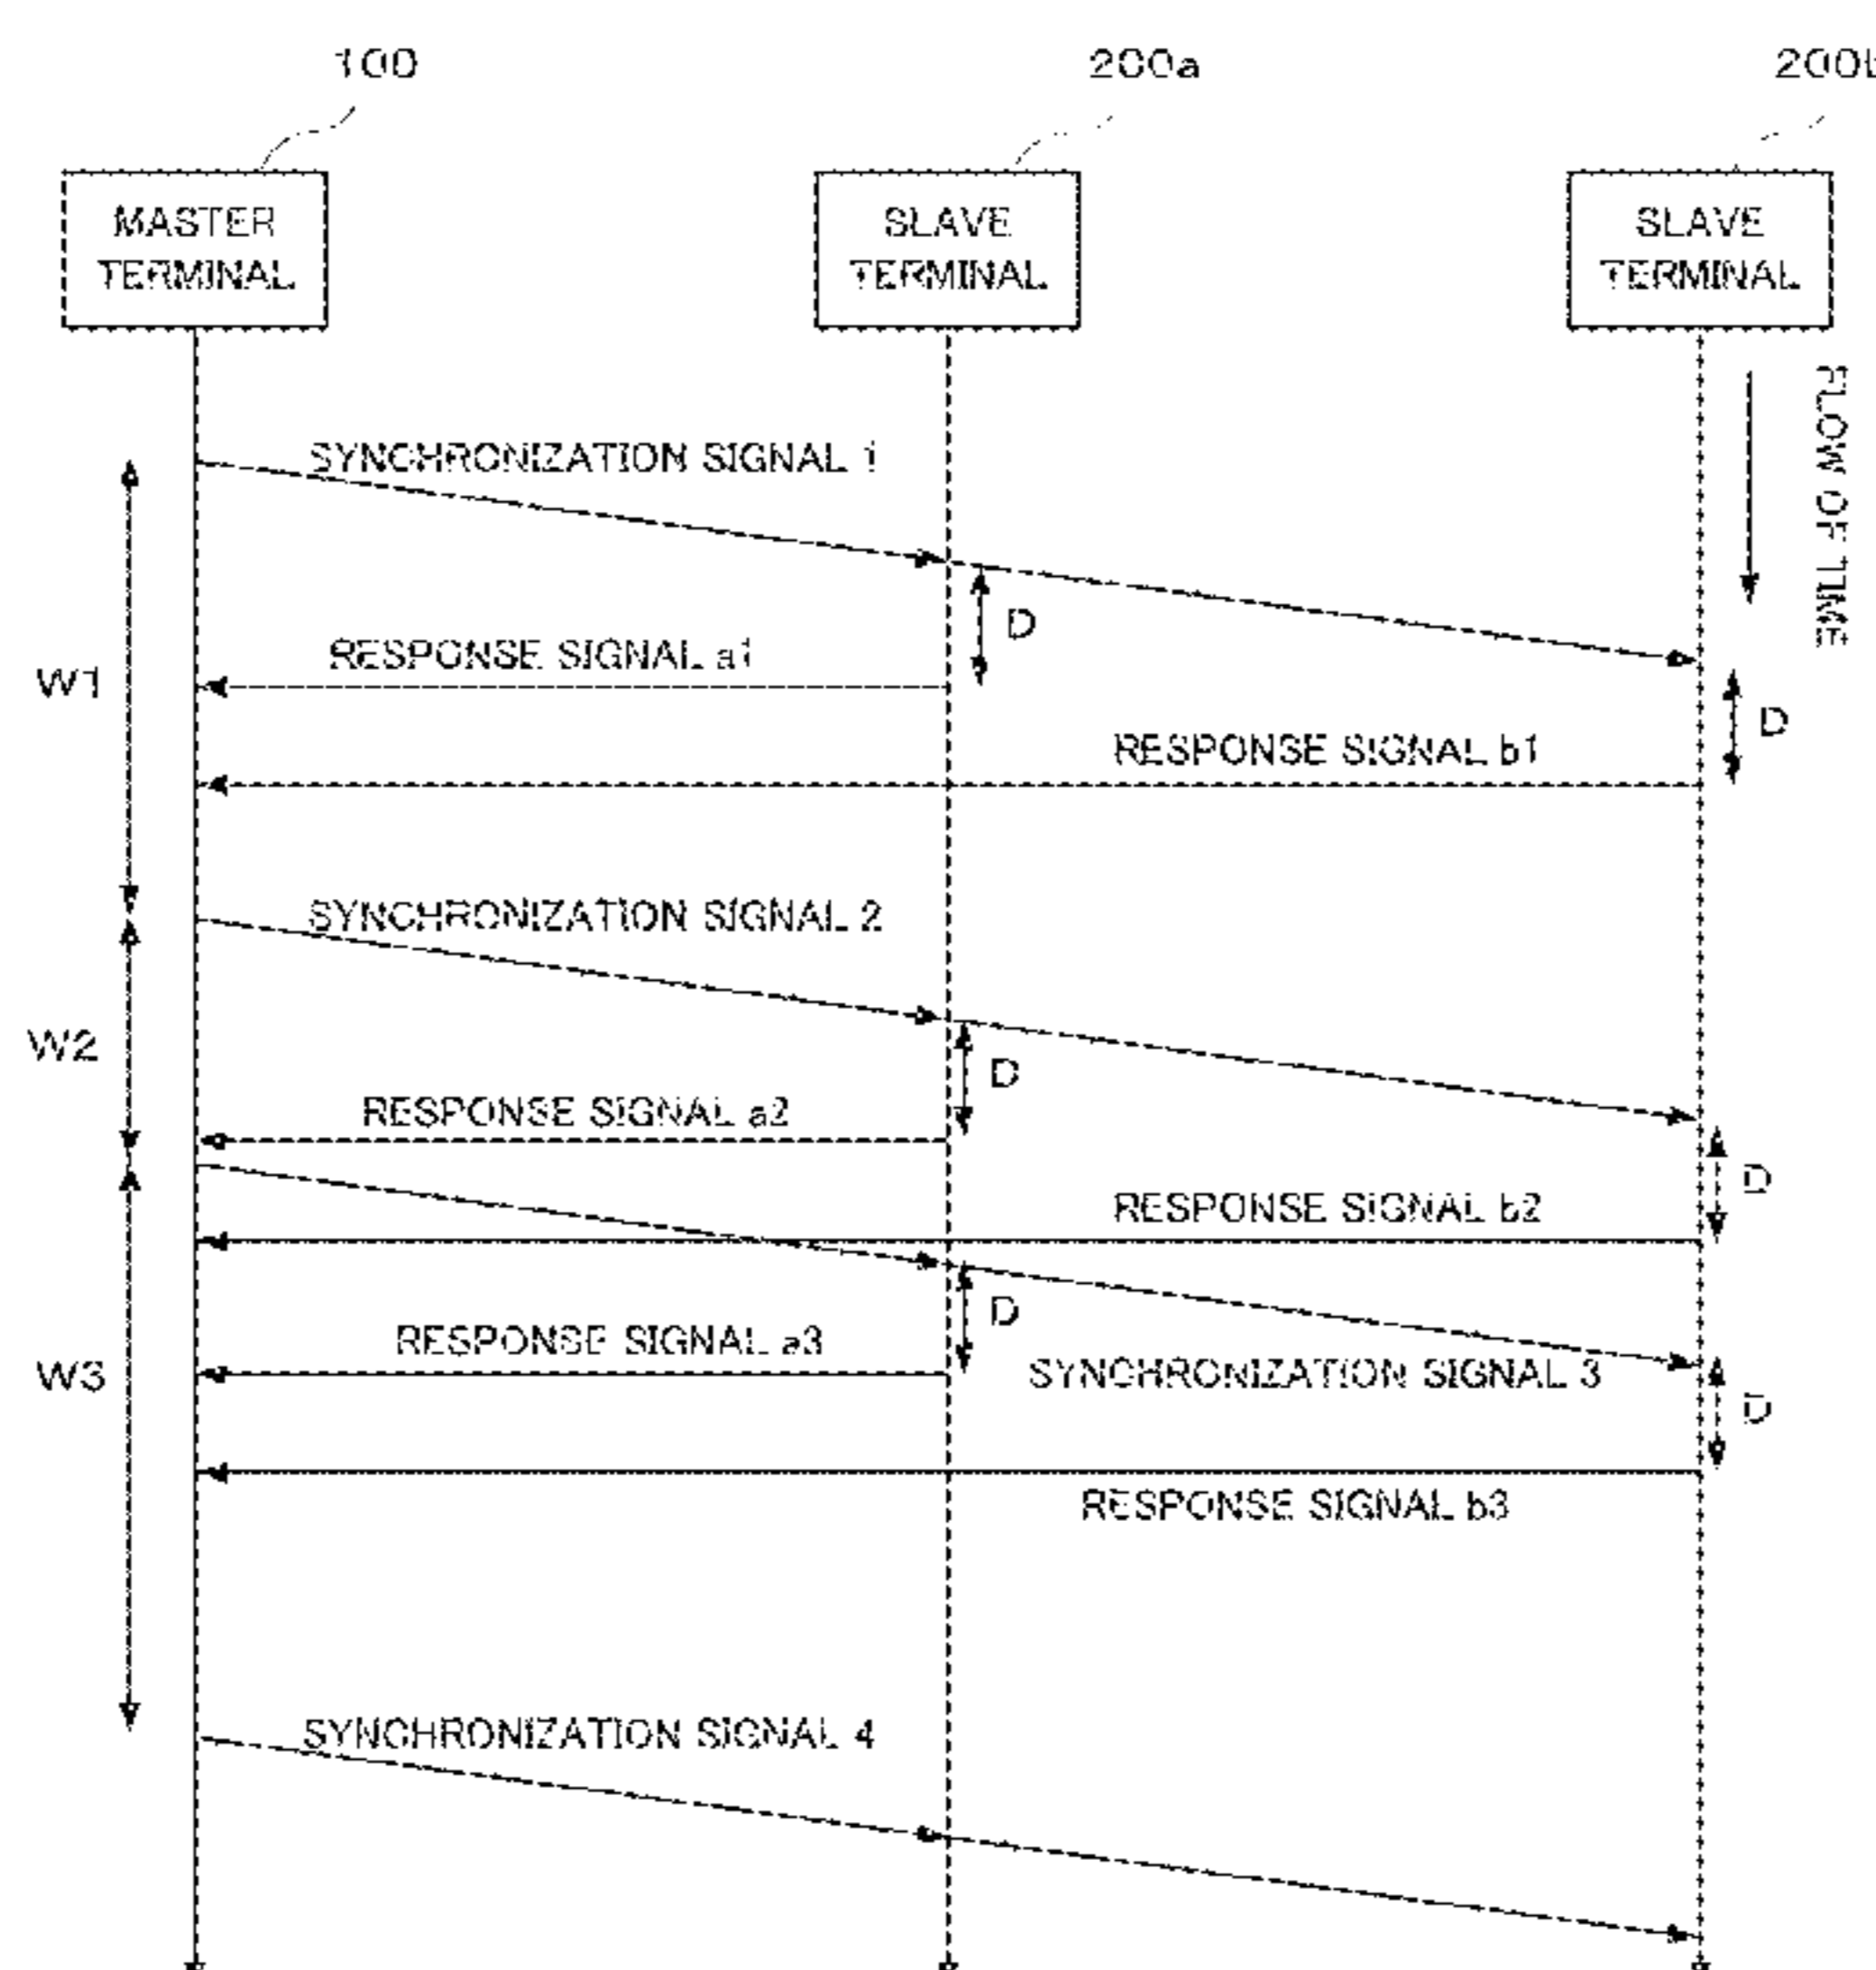 100
200a
200b
MASTER
TERMINAL
SLAVE
TERMINAL
SLAVE
TERMINAL
FLOW OF TIME
SYNCHRONIZATION SIGNAL 1
D
RESPONSE SIGNAL a1
W1
D
RESPONSE SIGNAL b1
SYNCHRONIZATION SIGNAL 2
W2
D
RESPONSE SIGNAL a2
D
RESPONSE SIGNAL b2
D
RESPONSE SIGNAL a3
W3
SYNCHRONIZATION SIGNAL 3
D
RESPONSE SIGNAL b3
SYNCHRONIZATION SIGNAL 4